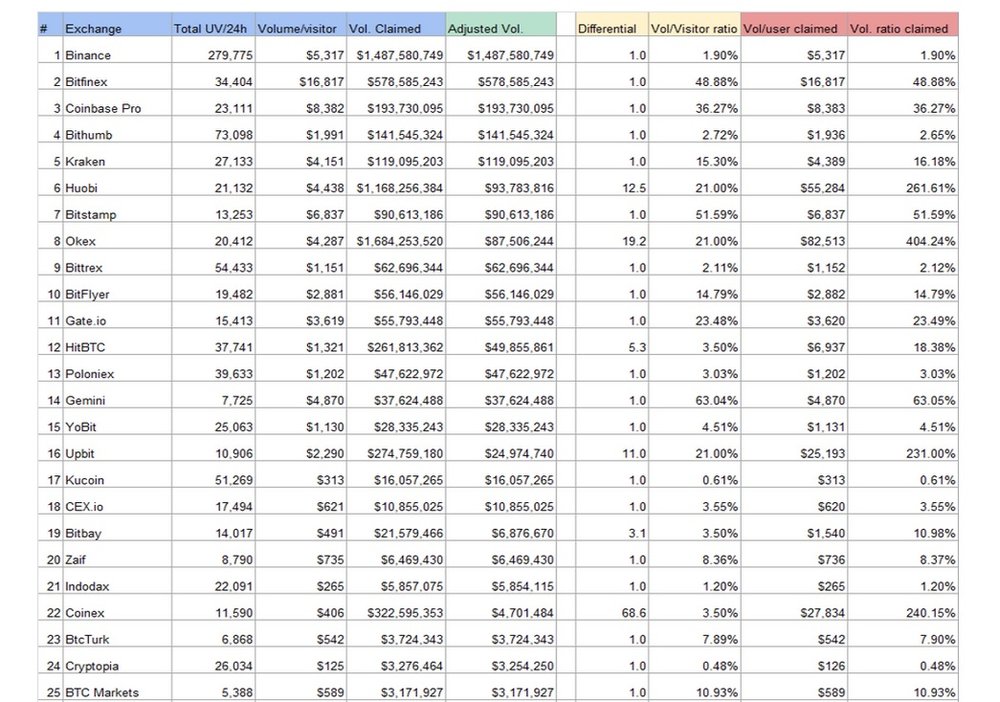 # Exchange Total UV/24h Volume/visitor Vol. Claimed Adjusted Vol. Differential Vol/Visitor ratio Vol/user claimed Vol. ratio claimed
1 Binance 279,775 $5,317 $1,487,580,749 $1,487,580,749 1.0 1.90% $5,317 1.90%
2 Bitfinex 34,404 $16,817 $578,585,243 $578,585,243 1.0 48.88% $16,817 48.88%
3 Coinbase Pro 23,111 $8,382 $193,730,095 $193,730,095 1.0 36.27% $8,383 36.27%
4 Bithumb 73,098 $1,991 $141,545,324 $141,545,324 1.0 2.72% $1,936 2.65%
5 Kraken 27,133 $4,151 $119,095,203 $119,095,203 1.0 15.30% $4,389 16.18%
6 Huobi 21,132 $4,438 $1,168,256,384 $93,783,816 12.5 21.00% $55,284 261.61%
7 Bitstamp 13,253 $6,837 $90,613,186 $90,613,186 1.0 51.59% $6,837 51.59%
8 Okex 20,412 $4,287 $1,684,253,520 $87,506,244 19.2 21.00% $82,513 404.24%
9 Bittrex 54,433 $1,151 $62,696,344 $62,696,344 1.0 2.11% $1,152 2.12%
10 BitFlyer 19,482 $2,881 $56,146,029 $56,146,029 1.0 14.79% $2,882 14.79%
11 Gate.io 15,413 $3,619 $55,793,448 $55,793,448 1.0 23.48% $3,620 23.49%
12 HitBTC 37,741 $1,321 $261,813,362 $49,855,861 5.3 3.50% $6,937 18.38%
13 Poloniex 39,633 $1,202 $47,622,972 $47,622,972 1.0 3.03% $1,202 3.03%
14 Gemini 7,725 $4,870 $37,624,488 $37,624,488 1.0 63.04% $4,870 63.05%
15 YoBit 25,063 $1,130 $28,335,243 $28,335,243 1.0 4.51% $1,131 4.51%
16 Upbit 10,906 $2,290 $274,759,180 $24,974,740 11.0 21.00% $25,193 231.00%
17 Kucoin 51,269 $313 $16,057,265 $16,057,265 1.0 0.61% $313 0.61%
18 CEX.io 17,494 $621 $10,855,025 $10,855,025 1.0 3.55% $620 3.55%
19 Bitbay 14,017 $491 $21,579,466 $6,876,670 3.1 3.50% $1,540 10.98%
20 Zaif 8,790 $735 $6,469,430 $6,469,430 1.0 8.36% $736 8.37%
21 Indodax 22,091 $265 $5,857,075 $5,854,115 1.0 1.20% $265 1.20%
22 Coinex 11,590 $406 $322,595,353 $4,701,484 68.6 3.50% $27,834 240.15%
23 BtcTurk 6,868 $542 $3,724,343 $3,724,343 1.0 7.89% $542 7.90%
24 Cryptopia 26,034 $125 $3,276,464 $3,254,250 1.0 0.48% $126 0.48%
25 BTC Markets 5,388 $589 $3,171,927 $3,171,927 1.0 10.93% $589 10.93%